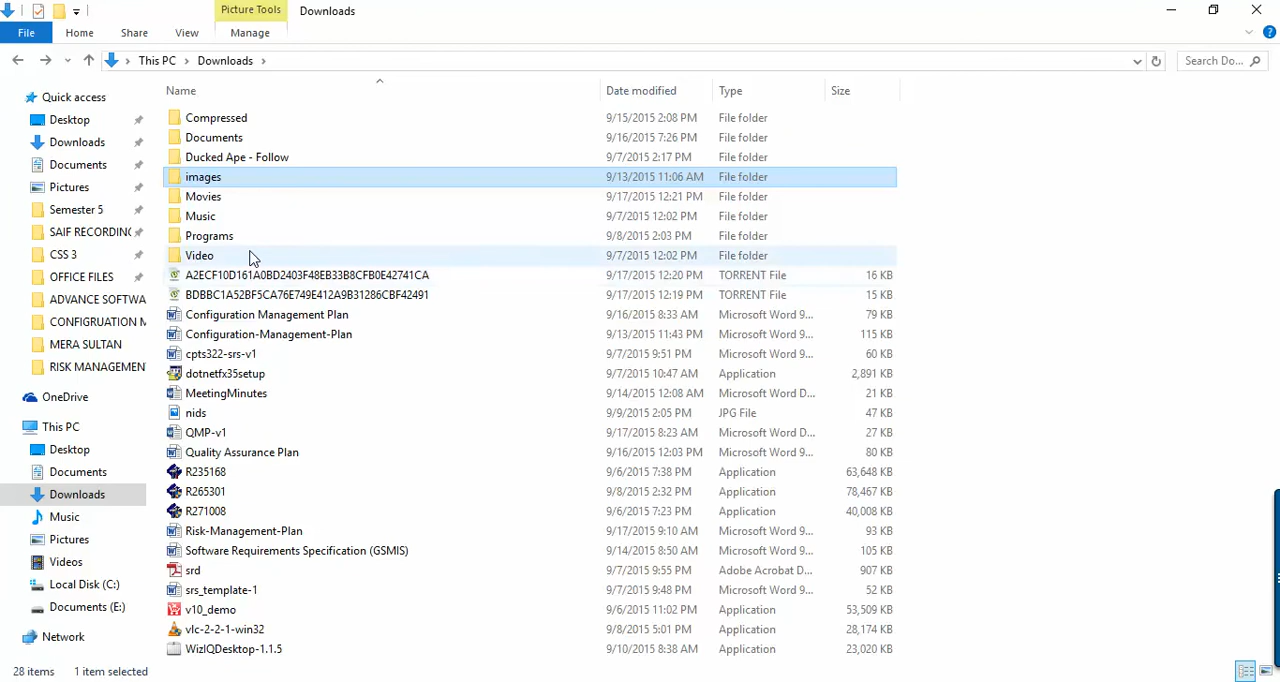 Picture Tools Downloads
File Home Share View Manage
This PC Downloads Search Do...
Name Date modified Type Size
Quick access
Desktop
Downloads
Documents
Pictures
Semester 5
SAIF RECORDING
CSS 3
OFFICE FILES
ADVANCE SOFTWA
CONFIGRUATION M
MERA SULTAN
RISK MANAGEMEN
OneDrive
This PC
Desktop
Documents
Downloads
Music
Pictures
Videos
Local Disk (C:)
Documents (E:)
Network
Compressed 9/15/2015 2:08 PM File folder
Documents 9/16/2015 7:26 PM File folder
Ducked Ape - Follow 9/7/2015 2:17 PM File folder
images 9/13/2015 11:06 AM File folder
Movies 9/17/2015 12:21 PM File folder
Music 9/7/2015 12:02 PM File folder
Programs 9/8/2015 2:03 PM File folder
Video 9/7/2015 12:02 PM File folder
A2ECF10D161A0BD2403F48EB33B8CFB0E42741CA 9/17/2015 12:20 PM TORRENT File 16 KB
BDBBC1A52BF5CA76E749E412A9B31286CBF42491 9/17/2015 12:19 PM TORRENT File 15 KB
Configuration Management Plan 9/16/2015 8:33 AM Microsoft Word 9... 79 KB
Configuration-Management-Plan 9/13/2015 11:43 PM Microsoft Word 9... 115 KB
cpts322-srs-v1 9/7/2015 9:51 PM Microsoft Word 9... 60 KB
dotnetfx35setup 9/7/2015 10:47 AM Application 2,891 KB
MeetingMinutes 9/14/2015 12:08 AM Microsoft Word D... 21 KB
nids 9/9/2015 2:05 PM JPG File 47 KB
QMP-v1 9/17/2015 8:23 AM Microsoft Word D... 27 KB
Quality Assurance Plan 9/16/2015 12:03 PM Microsoft Word 9... 80 KB
R235168 9/6/2015 7:38 PM Application 63,648 KB
R265301 9/8/2015 2:32 PM Application 78,467 KB
R271008 9/6/2015 7:23 PM Application 40,008 KB
Risk-Management-Plan 9/17/2015 9:10 AM Microsoft Word 9... 93 KB
Software Requirements Specification (GSMIS) 9/14/2015 8:50 AM Microsoft Word 9... 105 KB
srd 9/7/2015 9:55 PM Adobe Acrobat D... 907 KB
srs_template-1 9/7/2015 9:48 PM Microsoft Word 9... 52 KB
v10_demo 9/6/2015 11:02 PM Application 53,509 KB
vlc-2-2-1-win32 9/8/2015 5:01 PM Application 28,174 KB
WizIQDesktop-1.1.5 9/10/2015 8:38 AM Application 23,020 KB
28 items 1 item selected